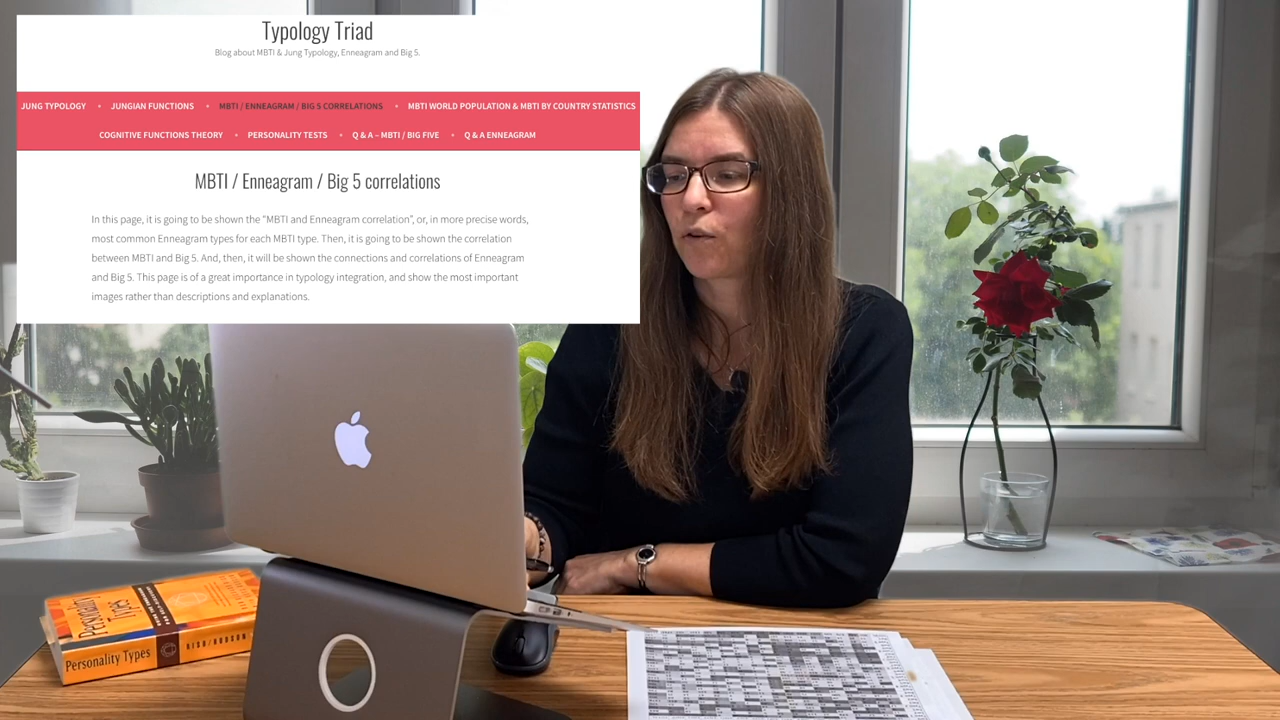 Typology Triad
Blog about MBTI & Jung Typology, Enneagram and Big 5.
JUNG TYPOLOGY • JUNGIAN FUNCTIONS • MBTI / ENNEAGRAM / BIG 5 CORRELATIONS • MBTI WORLD POPULATION & MBTI BY COUNTRY STATISTICS
COGNITIVE FUNCTIONS THEORY • PERSONALITY TESTS • Q & A – MBTI / BIG FIVE • Q & A ENNEAGRAM
MBTI / Enneagram / Big 5 correlations
In this page, it is going to be shown the “MBTI and Enneagram correlation”, or, in more precise words,
most common Enneagram types for each MBTI type. Then, it is going to be shown the correlation
between MBTI and Big 5. And, then, it will be shown the connections and correlations of Enneagram
and Big 5. This page is of a great importance in typology integration, and show the most important
images rather than descriptions and explanations.
Personality
Types
Personality Types
RISO/HUDSON